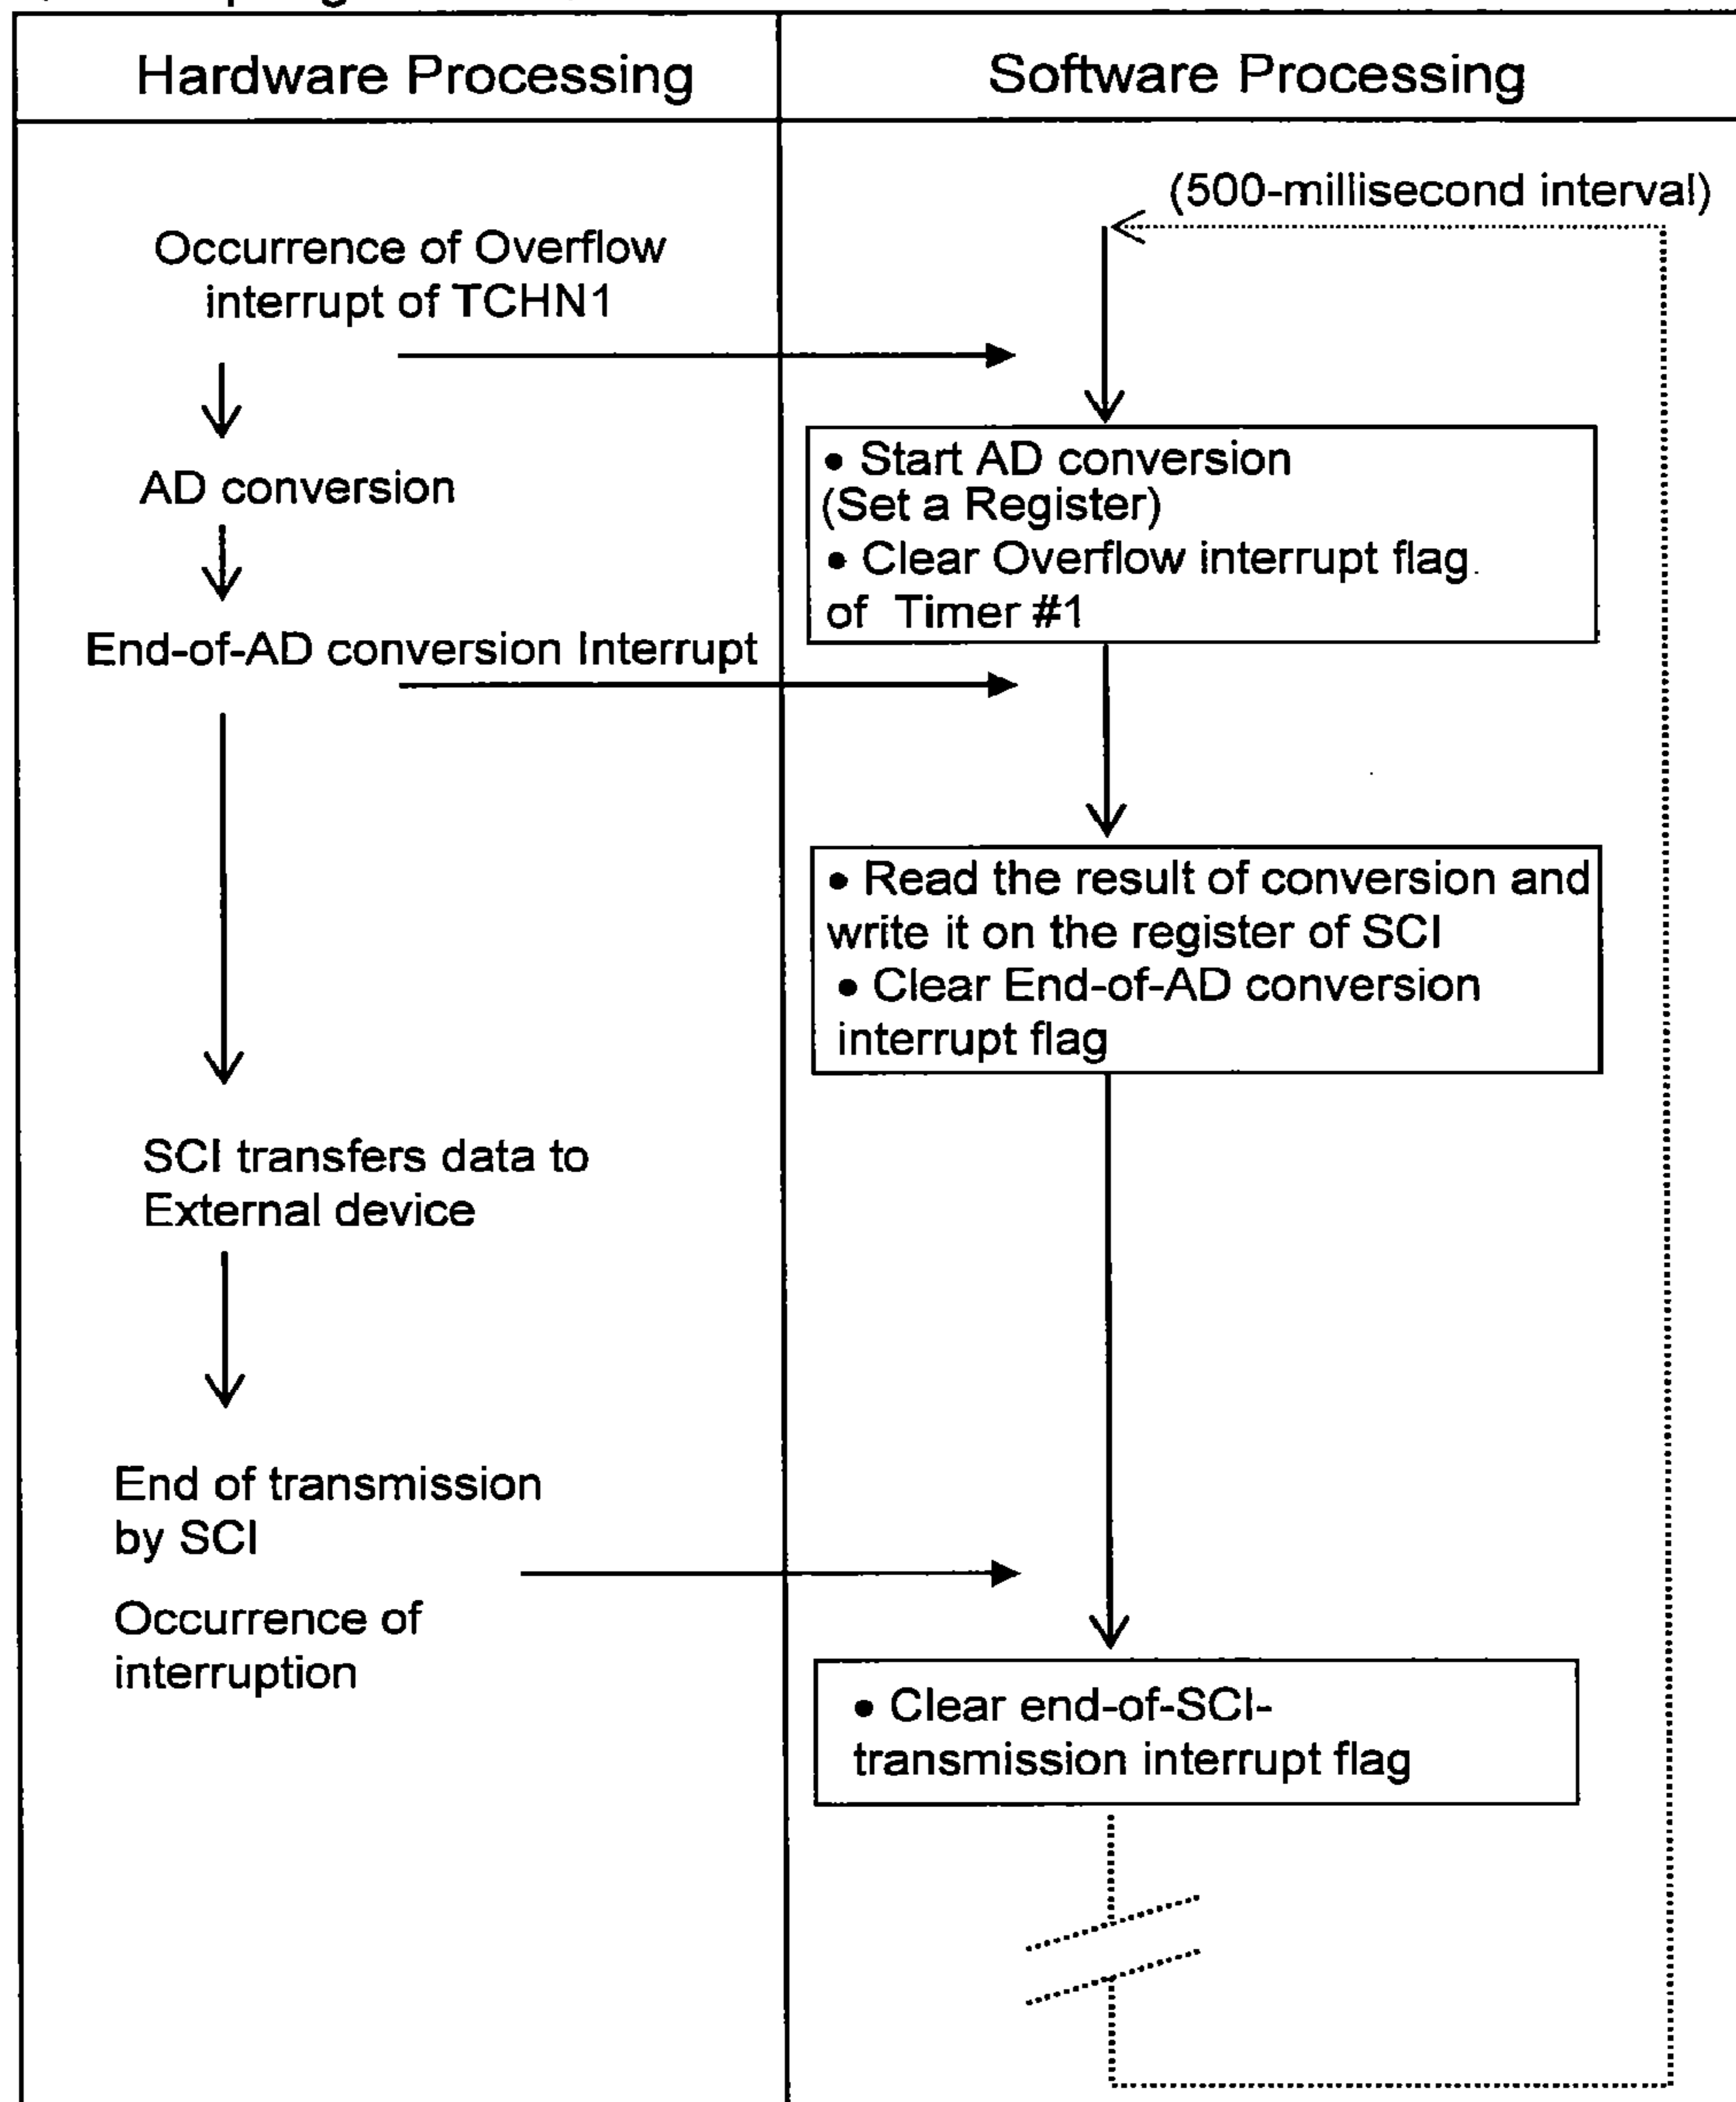 Hardware Processing
Software Processing
(500-millisecond interval)
Occurrence of Overflow
interrupt of TCHN1
AD conversion
• Start AD conversion
(Set a Register)
• Clear Overflow interrupt flag
of Timer #1
End-of-AD conversion Interrupt
• Read the result of conversion and
write it on the register of SCI
• Clear End-of-AD conversion
interrupt flag
SCI transfers data to
External device
End of transmission
by SCI
Occurrence of
interruption
• Clear end-of-SCI-
transmission interrupt flag